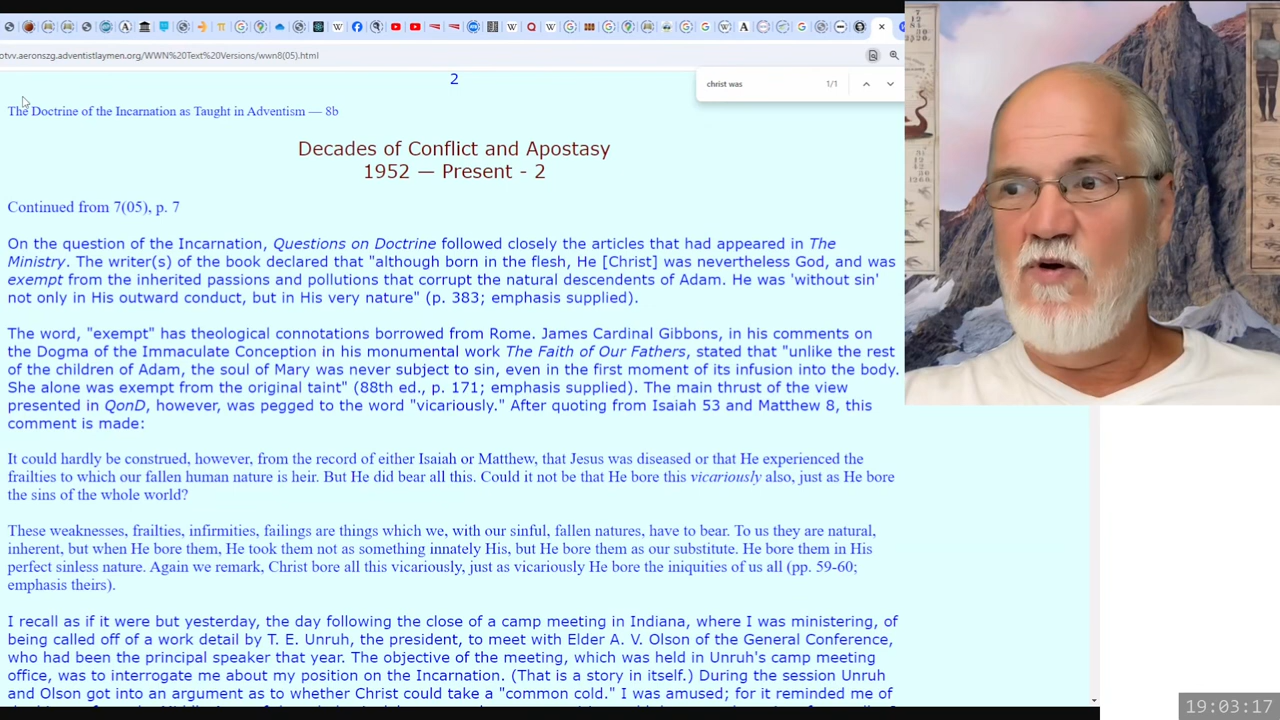 otvv.aeronszg.adventistlaymen.org/WWN%20Text%20Versions/wwn8(05).html
christ was
1/1
2
The Doctrine of the Incarnation as Taught in Adventism — 8b
Decades of Conflict and Apostasy
1952 — Present - 2
Continued from 7(05), p. 7
On the question of the Incarnation, Questions on Doctrine followed closely the articles that had appeared in The
Ministry. The writer(s) of the book declared that "although born in the flesh, He [Christ] was nevertheless God, and was
exempt from the inherited passions and pollutions that corrupt the natural descendents of Adam. He was 'without sin'
not only in His outward conduct, but in His very nature" (p. 383; emphasis supplied).
The word, "exempt" has theological connotations borrowed from Rome. James Cardinal Gibbons, in his comments on
the Dogma of the Immaculate Conception in his monumental work The Faith of Our Fathers, stated that "unlike the rest
of the children of Adam, the soul of Mary was never subject to sin, even in the first moment of its infusion into the body.
She alone was exempt from the original taint" (88th ed., p. 171; emphasis supplied). The main thrust of the view
presented in QonD, however, was pegged to the word "vicariously." After quoting from Isaiah 53 and Matthew 8, this
comment is made:
It could hardly be construed, however, from the record of either Isaiah or Matthew, that Jesus was diseased or that He experienced the
frailties to which our fallen human nature is heir. But He did bear all this. Could it not be that He bore this vicariously also, just as He bore
the sins of the whole world?
These weaknesses, frailties, infirmities, failings are things which we, with our sinful, fallen natures, have to bear. To us they are natural,
inherent, but when He bore them, He took them not as something innately His, but He bore them as our substitute. He bore them in His
perfect sinless nature. Again we remark, Christ bore all this vicariously, just as vicariously He bore the iniquities of us all (pp. 59-60;
emphasis theirs).
I recall as if it were but yesterday, the day following the close of a camp meeting in Indiana, where I was ministering, of
being called off of a work detail by T. E. Unruh, the president, to meet with Elder A. V. Olson of the General Conference,
who had been the principal speaker that year. The objective of the meeting, which was held in Unruh's camp meeting
office, was to interrogate me about my position on the Incarnation. (That is a story in itself.) During the session Unruh
and Olson got into an argument as to whether Christ could take a "common cold." I was amused; for it reminded me of
19:03:17